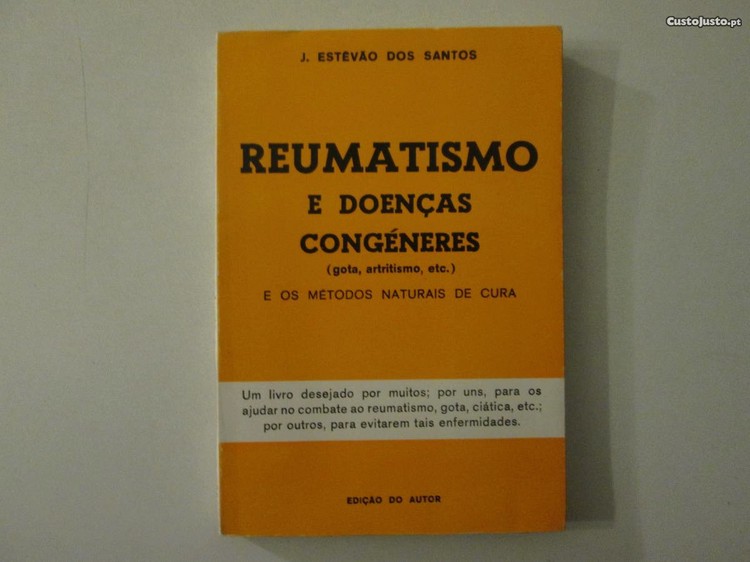 CustoJusto.pt
J. ESTÊVÃO DOS SANTOS
REUMATISMO
E DOENÇAS
CONGÉNERES
(gota, artritismo, etc.)
E OS MÉTODOS NATURAIS DE CURA
Um livro desejado por muitos; por uns, para os
ajudar no combate ao reumatismo, gota, ciática, etc.;
por outros, para evitarem tais enfermidades.
EDIÇÃO DO AUTOR